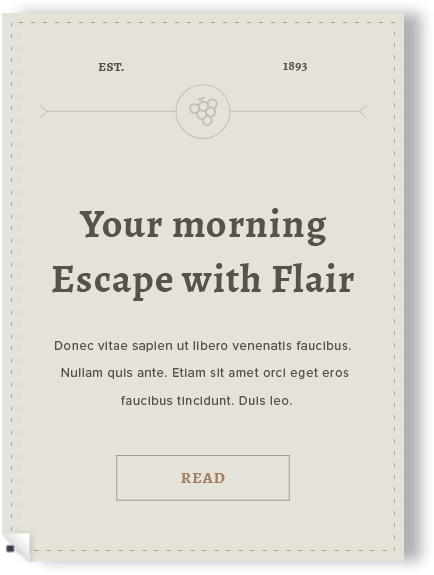 EST. 1893
Your morning
Escape with Flair
Donec vitae sapien ut libero venenatis faucibus.
Nullam quis ante. Etiam sit amet orci eget eros
faucibus tincidunt. Duis leo.
READ